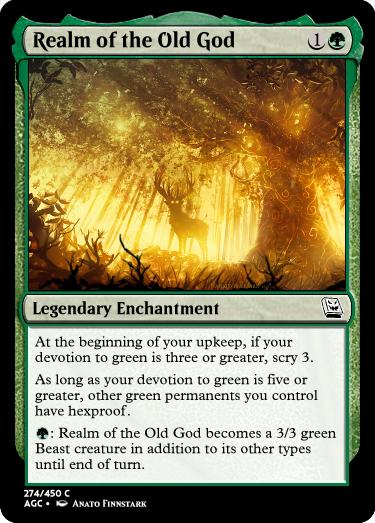 Realm of the Old God 1
Legendary Enchantment
At the beginning of your upkeep, if your
devotion to green is three or greater, scry 3.
As long as your devotion to green is five or
greater, other green permanents you control
have hexproof.
: Realm of the Old God becomes a 3/3 green
Beast creature in addition to its other types
until end of turn.
274/450 C
AGC • Anato Finnstark